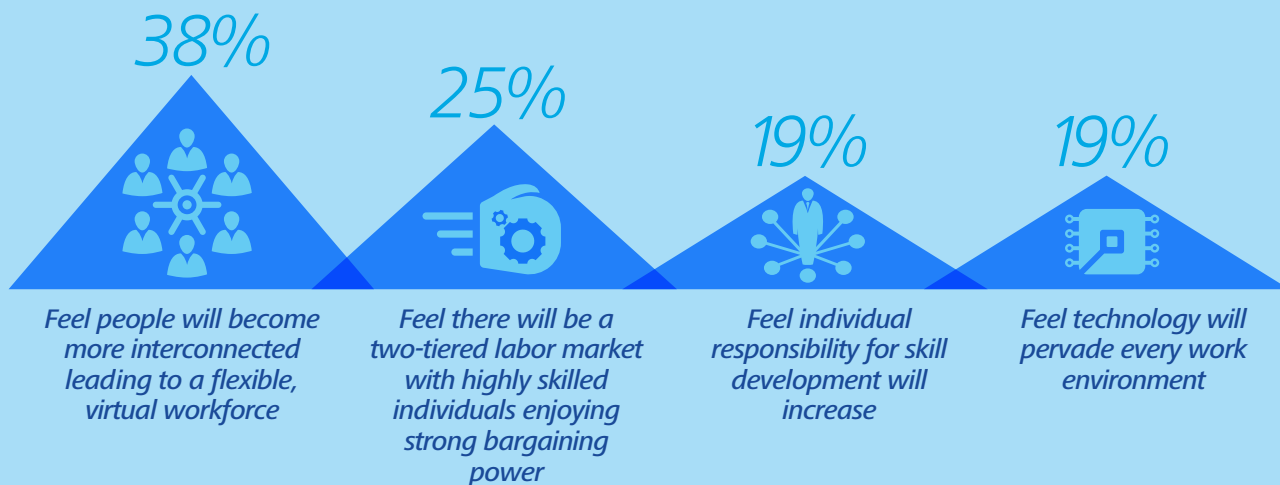 38%
Feel people will become
more interconnected
leading to a flexible,
virtual workforce
25%
Feel there will be a
two-tiered labor market
with highly skilled
individuals enjoying
strong bargaining
power
19%
Feel individual
responsibility for skill
development will
increase
19%
Feel technology will
pervade every work
environment